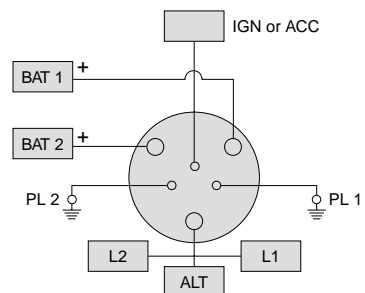 IGN or ACC
BAT 1 +
BAT 2 +
PL 2
PL 1
L2
L1
ALT